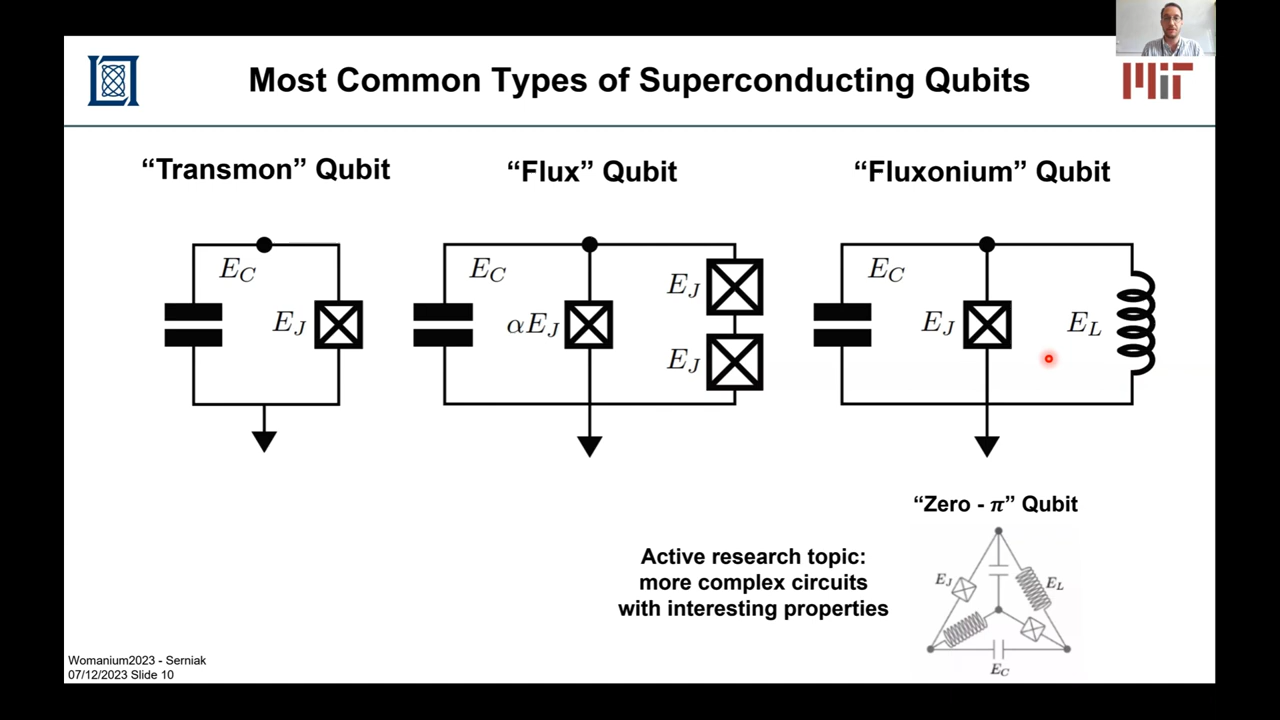 Most Common Types of Superconducting Qubits
MIT
“Transmon” Qubit
“Flux” Qubit
“Fluxonium” Qubit
E_C
E_J
E_C
αE_J
E_J
E_J
E_C
E_J
E_L
“Zero - π” Qubit
Active research topic:
more complex circuits
with interesting properties
E_J
E_L
E_C
Womanium2023 - Serniak
07/12/2023 Slide 10